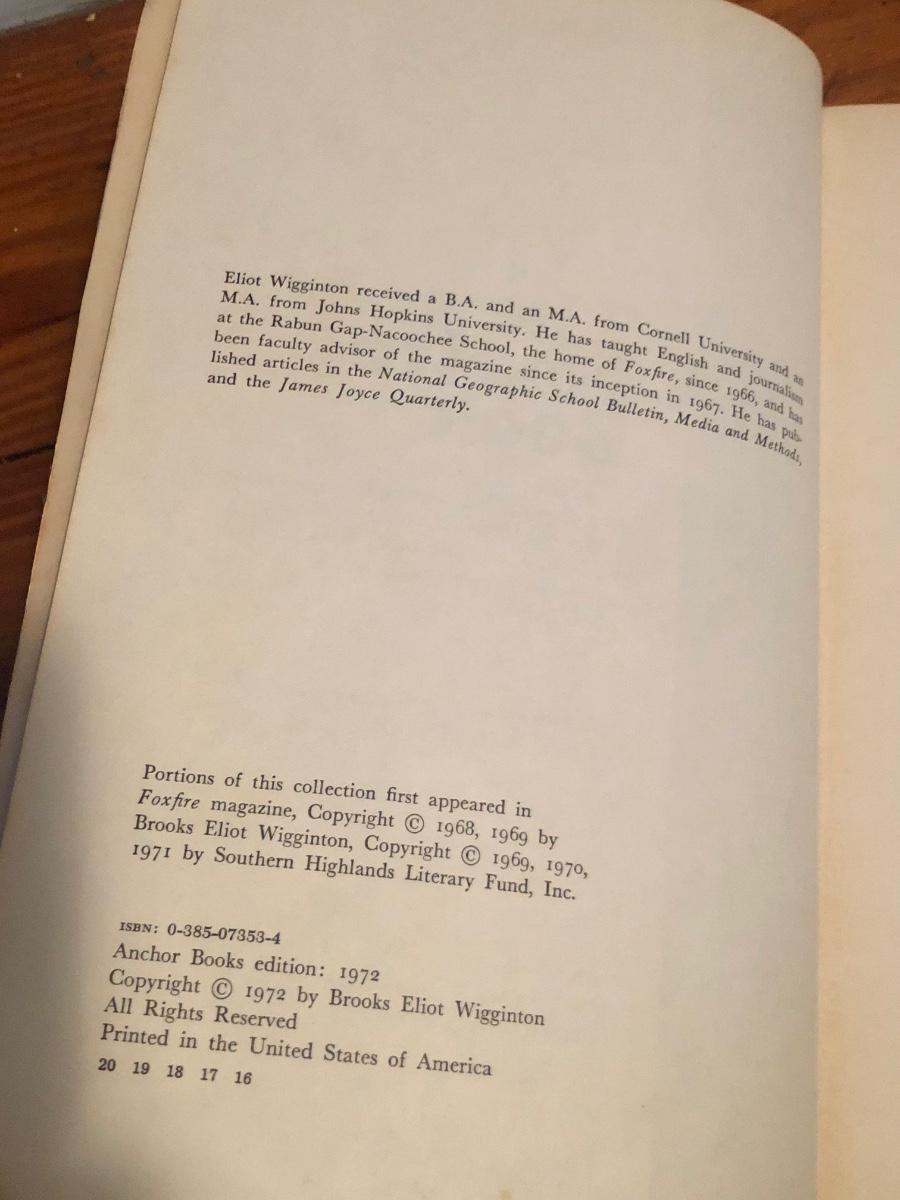 Eliot Wigginton received a B.A. and an M.A. from Cornell University and an
M.A. from Johns Hopkins University. He has taught English and journalism
at the Rabun Gap-Nacoochee School, the home of Foxfire, since 1966, and has
been faculty advisor of the magazine since its inception in 1967. He has pub-
lished articles in the National Geographic School Bulletin, Media and Methods,
and the James Joyce Quarterly.
Portions of this collection first appeared in
Foxfire magazine, Copyright © 1968, 1969 by
Brooks Eliot Wigginton, Copyright © 1969, 1970,
1971 by Southern Highlands Literary Fund, Inc.
ISBN: 0-385-07353-4
Anchor Books edition: 1972
Copyright © 1972 by Brooks Eliot Wigginton
All Rights Reserved
Printed in the United States of America
20 19 18 17 16